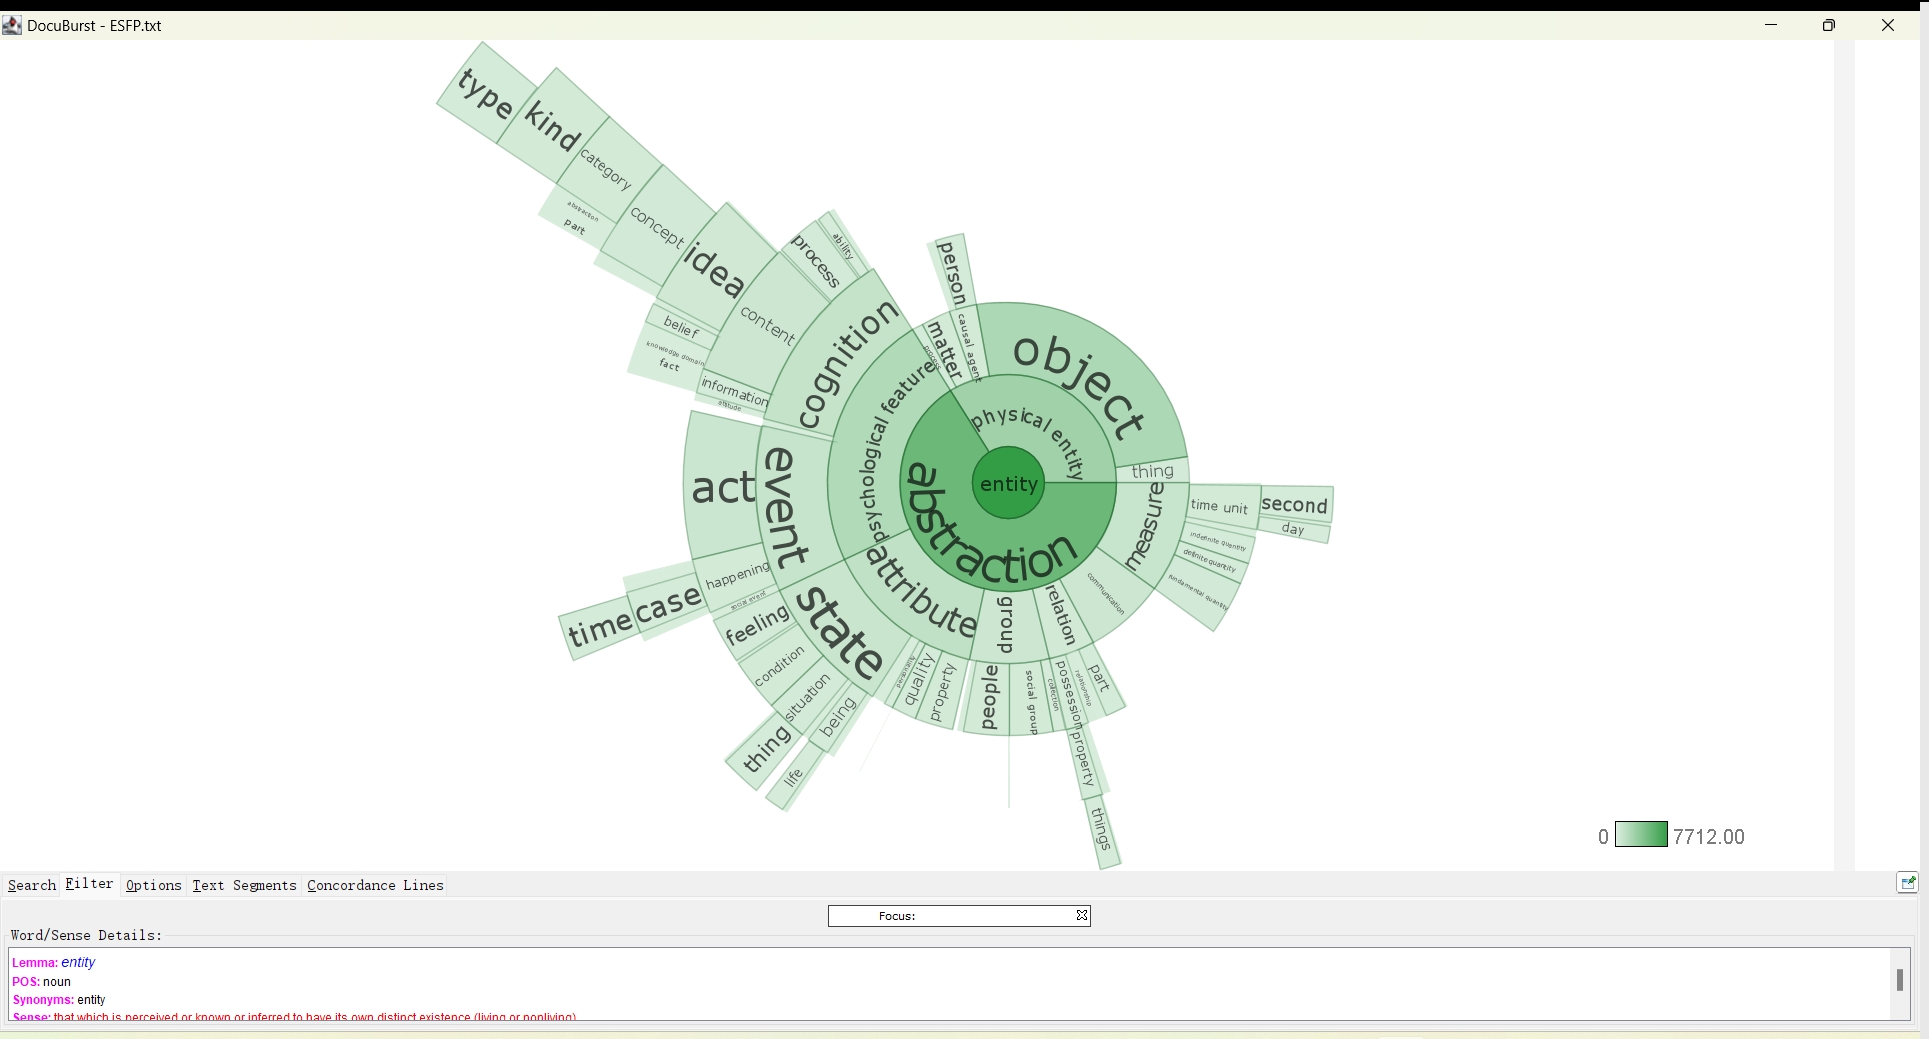 DocuBurst - ESFP.txt
type
kind
category
abstraction
part
concept
idea
content
belief
knowledge domain
fact
information
attitude
process
ability
cognition
person
matter
process
causal agent
object
physical entity
thing
psychological feature
entity
abstraction
act
event
happening
social event
case
time
attribute
state
feeling
condition
situation
being
thing
life
personality
quality
property
group
people
social group
collection
relation
possession
relationship
part
property
things
communication
measure
time unit
second
day
indefinite quantity
definite quantity
fundamental quantity
0 7712.00
Search Filter Options Text Segments Concordance Lines
Focus:
Word/Sense Details:
Lemma: entity
POS: noun
Synonyms: entity
Sense: that which is perceived or known or inferred to have its own distinct existence (living or nonliving)